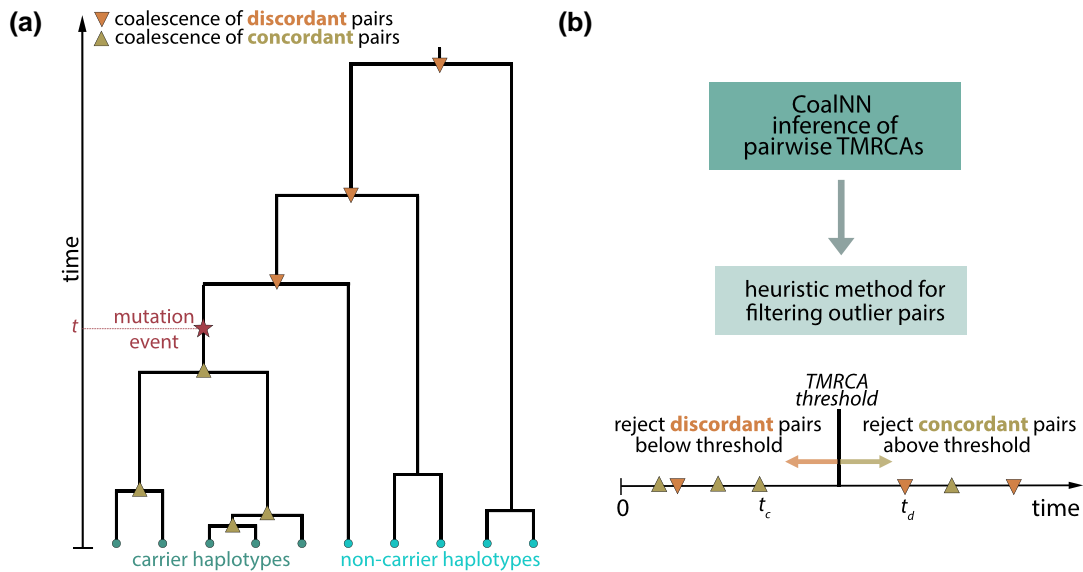 (a)
coalescence of discordant pairs
coalescence of concordant pairs
time
t
mutation
event
carrier haplotypes
non-carrier haplotypes
(b)
CoalNN
inference of
pairwise TMRCAs
heuristic method for
filtering outlier pairs
TMRCA
threshold
reject discordant pairs
below threshold
reject concordant pairs
above threshold
0
t_c
t_d
time